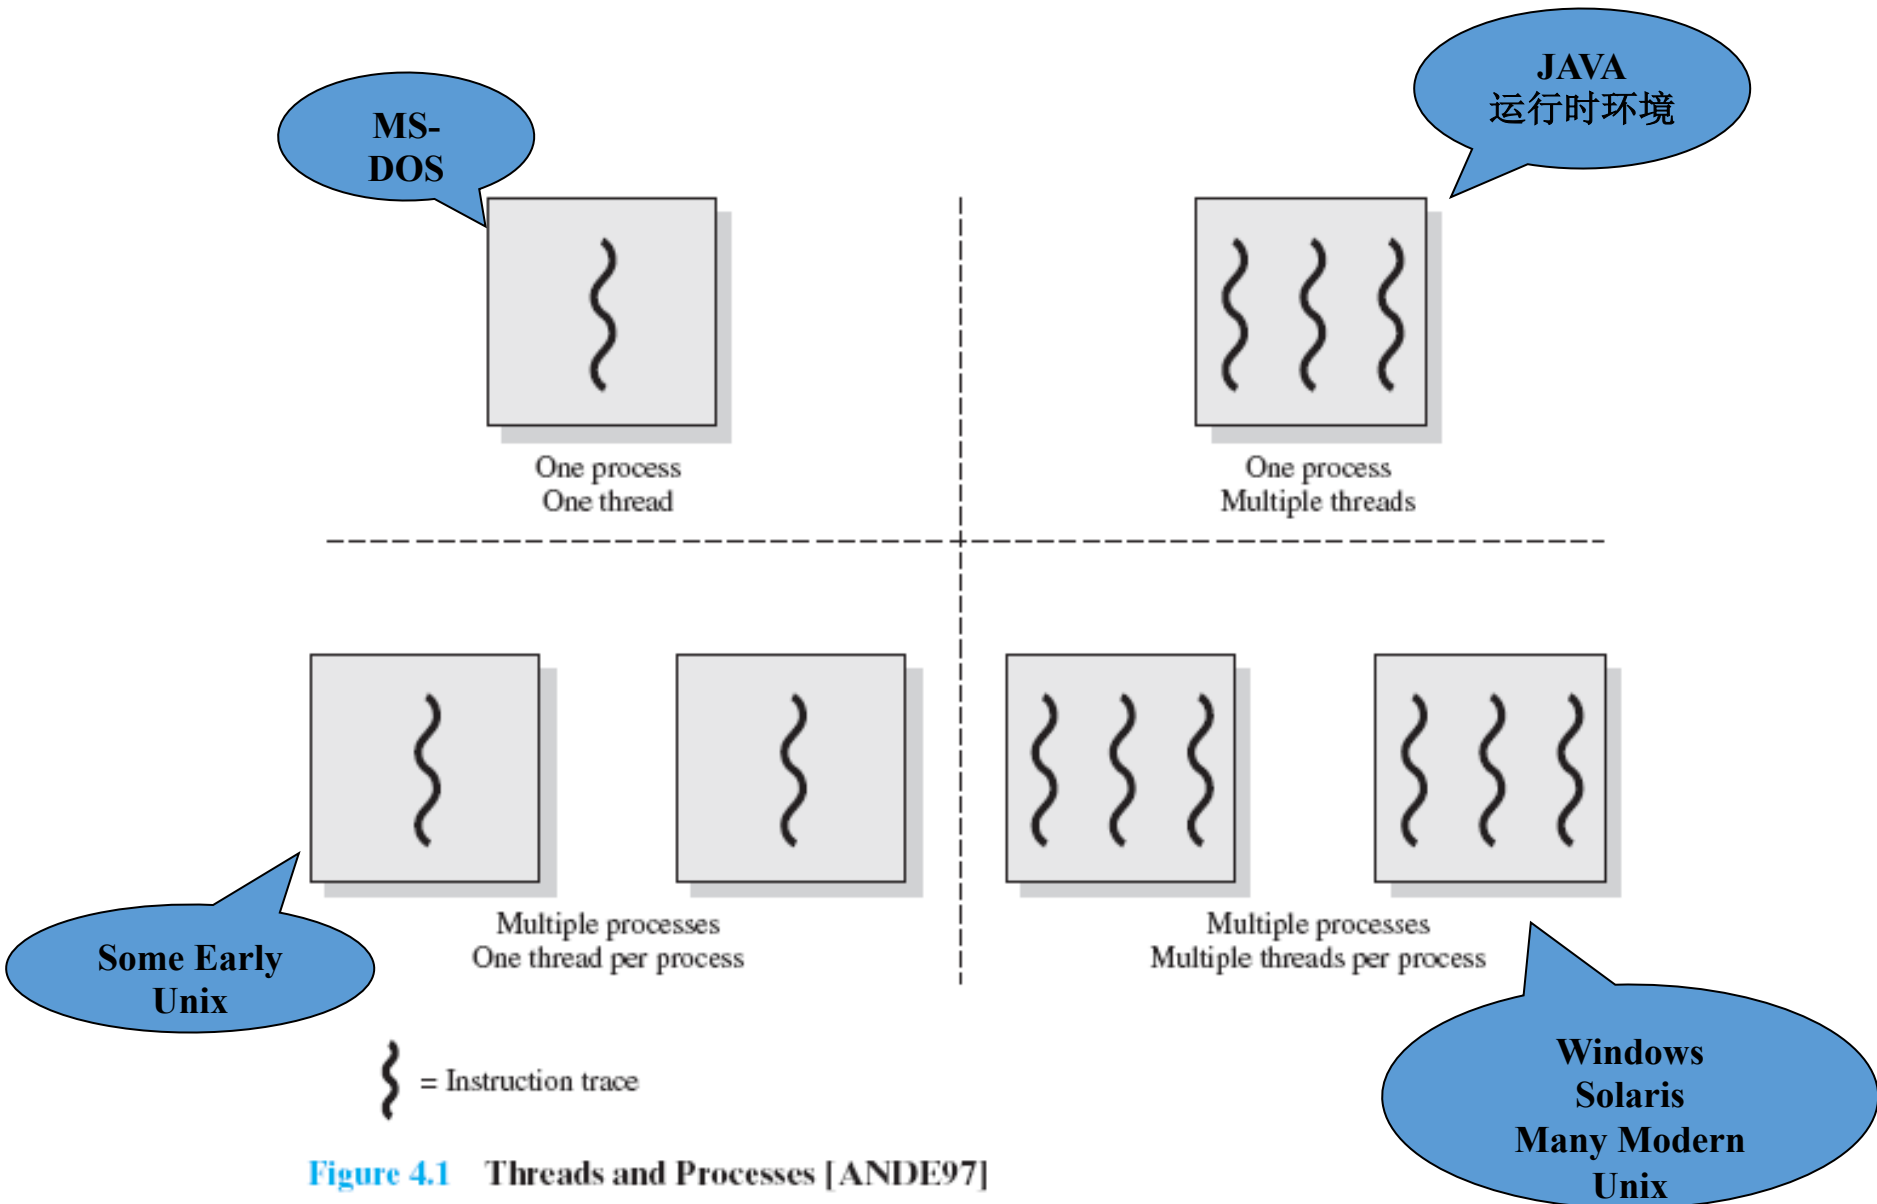 MS-
DOS
JAVA
运行时环境
One process
One thread
One process
Multiple threads
Multiple processes
One thread per process
Multiple processes
Multiple threads per process
Some Early
Unix
Windows
Solaris
Many Modern
Unix
= Instruction trace
Figure 4.1 Threads and Processes [ANDE97]